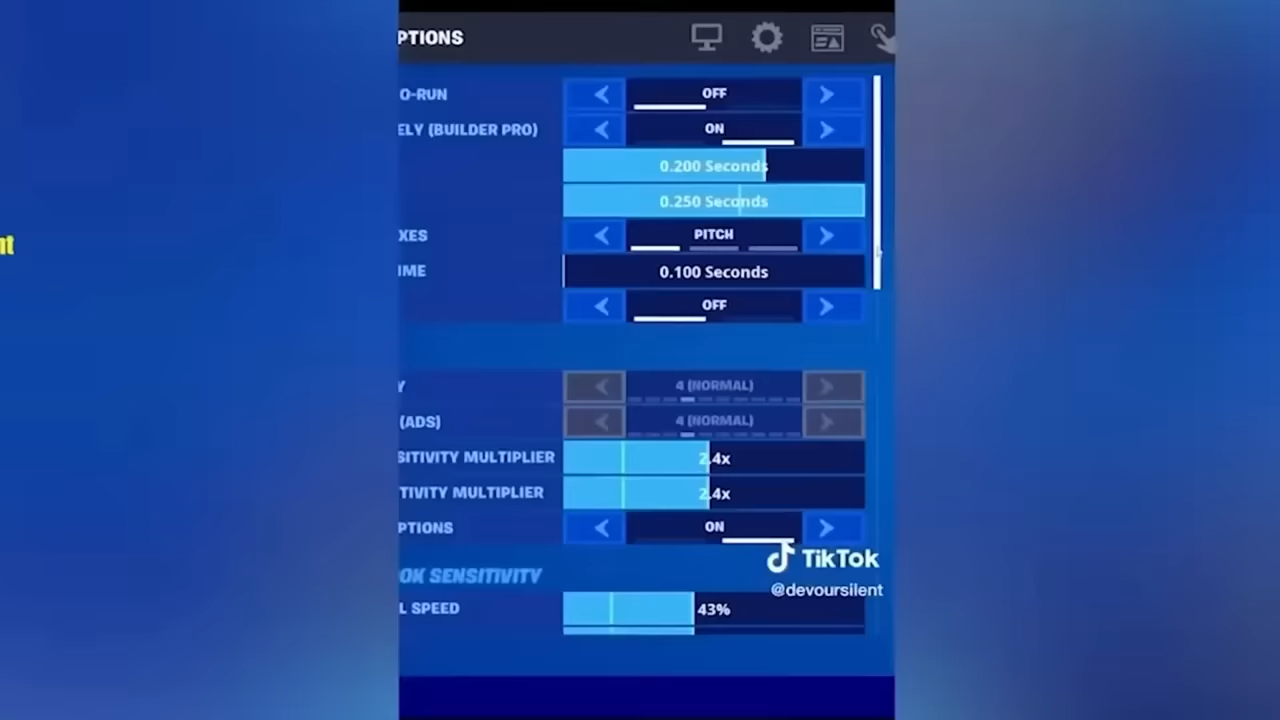 PTIONS
O-RUN OFF
ELY (BUILDER PRO) ON
0.200 Seconds
0.250 Seconds
nt
XES PITCH
IME 0.100 Seconds
OFF
Y 4 (NORMAL)
(ADS) 4 (NORMAL)
SITIVITY MULTIPLIER 2.4x
TIVITY MULTIPLIER 2.4x
PTIONS ON
TikTok
OK SENSITIVITY
@devoursilent
L SPEED 43%